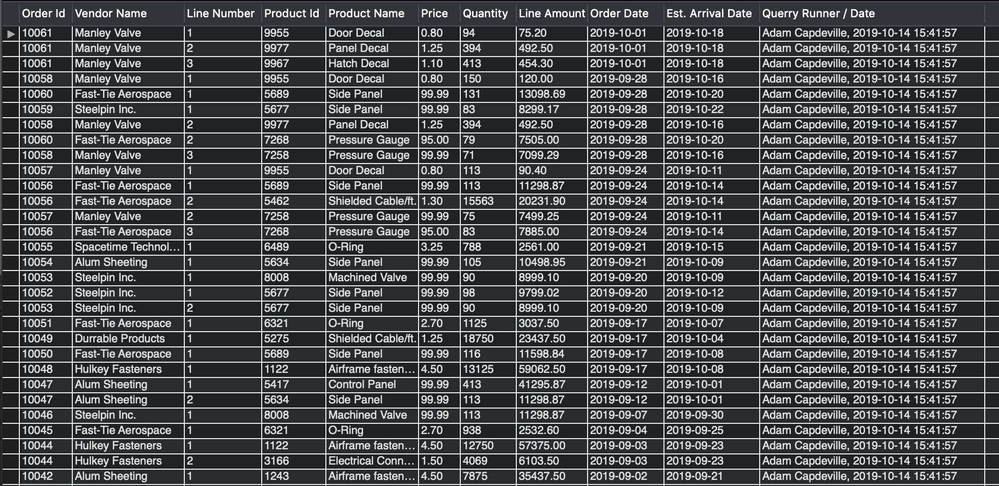 Order Id Vendor Name Line Number Product Id Product Name Price Quantity Line Amount Order Date Est. Arrival Date Querry Runner / Date
10061 Manley Valve 1 9955 Door Decal 0.80 94 75.20 2019-10-01 2019-10-18 Adam Capdeville, 2019-10-14 15:41:57
10061 Manley Valve 2 9977 Panel Decal 1.25 394 492.50 2019-10-01 2019-10-18 Adam Capdeville, 2019-10-14 15:41:57
10061 Manley Valve 3 9967 Hatch Decal 1.10 413 454.30 2019-10-01 2019-10-18 Adam Capdeville, 2019-10-14 15:41:57
10058 Manley Valve 1 9955 Door Decal 0.80 150 120.00 2019-09-28 2019-10-16 Adam Capdeville, 2019-10-14 15:41:57
10060 Fast-Tie Aerospace 1 5689 Side Panel 99.99 131 13098.69 2019-09-28 2019-10-20 Adam Capdeville, 2019-10-14 15:41:57
10059 Steelpin Inc. 1 5677 Side Panel 99.99 83 8299.17 2019-09-28 2019-10-22 Adam Capdeville, 2019-10-14 15:41:57
10058 Manley Valve 2 9977 Panel Decal 1.25 394 492.50 2019-09-28 2019-10-16 Adam Capdeville, 2019-10-14 15:41:57
10060 Fast-Tie Aerospace 2 7268 Pressure Gauge 95.00 79 7505.00 2019-09-28 2019-10-20 Adam Capdeville, 2019-10-14 15:41:57
10058 Manley Valve 3 7258 Pressure Gauge 99.99 71 7099.29 2019-09-28 2019-10-16 Adam Capdeville, 2019-10-14 15:41:57
10057 Manley Valve 1 9955 Door Decal 0.80 113 90.40 2019-09-24 2019-10-11 Adam Capdeville, 2019-10-14 15:41:57
10056 Fast-Tie Aerospace 1 5689 Side Panel 99.99 113 11298.87 2019-09-24 2019-10-14 Adam Capdeville, 2019-10-14 15:41:57
10056 Fast-Tie Aerospace 2 5462 Shielded Cable/ft. 1.30 15563 20231.90 2019-09-24 2019-10-14 Adam Capdeville, 2019-10-14 15:41:57
10057 Manley Valve 2 7258 Pressure Gauge 99.99 75 7499.25 2019-09-24 2019-10-11 Adam Capdeville, 2019-10-14 15:41:57
10056 Fast-Tie Aerospace 3 7268 Pressure Gauge 95.00 83 7885.00 2019-09-24 2019-10-14 Adam Capdeville, 2019-10-14 15:41:57
10055 Spacetime Technol... 1 6489 O-Ring 3.25 788 2561.00 2019-09-21 2019-10-15 Adam Capdeville, 2019-10-14 15:41:57
10054 Alum Sheeting 1 5634 Side Panel 99.99 105 10498.95 2019-09-21 2019-10-09 Adam Capdeville, 2019-10-14 15:41:57
10053 Steelpin Inc. 1 8008 Machined Valve 99.99 90 8999.10 2019-09-20 2019-10-09 Adam Capdeville, 2019-10-14 15:41:57
10052 Steelpin Inc. 1 5677 Side Panel 99.99 98 9799.02 2019-09-20 2019-10-12 Adam Capdeville, 2019-10-14 15:41:57
10053 Steelpin Inc. 2 5677 Side Panel 99.99 90 8999.10 2019-09-20 2019-10-09 Adam Capdeville, 2019-10-14 15:41:57
10051 Fast-Tie Aerospace 1 6321 O-Ring 2.70 1125 3037.50 2019-09-17 2019-10-07 Adam Capdeville, 2019-10-14 15:41:57
10049 Durrable Products 1 5275 Shielded Cable/ft. 1.25 18750 23437.50 2019-09-17 2019-10-04 Adam Capdeville, 2019-10-14 15:41:57
10050 Fast-Tie Aerospace 1 5689 Side Panel 99.99 116 11598.84 2019-09-17 2019-10-08 Adam Capdeville, 2019-10-14 15:41:57
10048 Hulkey Fasteners 1 1122 Airframe fasten... 4.50 13125 59062.50 2019-09-17 2019-10-08 Adam Capdeville, 2019-10-14 15:41:57
10047 Alum Sheeting 1 5417 Control Panel 99.99 413 41295.87 2019-09-12 2019-10-01 Adam Capdeville, 2019-10-14 15:41:57
10047 Alum Sheeting 2 5634 Side Panel 99.99 113 11298.87 2019-09-12 2019-10-01 Adam Capdeville, 2019-10-14 15:41:57
10046 Steelpin Inc. 1 8008 Machined Valve 99.99 113 11298.87 2019-09-07 2019-09-30 Adam Capdeville, 2019-10-14 15:41:57
10045 Fast-Tie Aerospace 1 6321 O-Ring 2.70 938 2532.60 2019-09-04 2019-09-25 Adam Capdeville, 2019-10-14 15:41:57
10044 Hulkey Fasteners 1 1122 Airframe fasten... 4.50 12750 57375.00 2019-09-03 2019-09-23 Adam Capdeville, 2019-10-14 15:41:57
10044 Hulkey Fasteners 2 3166 Electrical Conn... 1.50 4069 6103.50 2019-09-03 2019-09-23 Adam Capdeville, 2019-10-14 15:41:57
10042 Alum Sheeting 1 1243 Airframe fasten... 4.50 7875 35437.50 2019-09-02 2019-09-21 Adam Capdeville, 2019-10-14 15:41:57